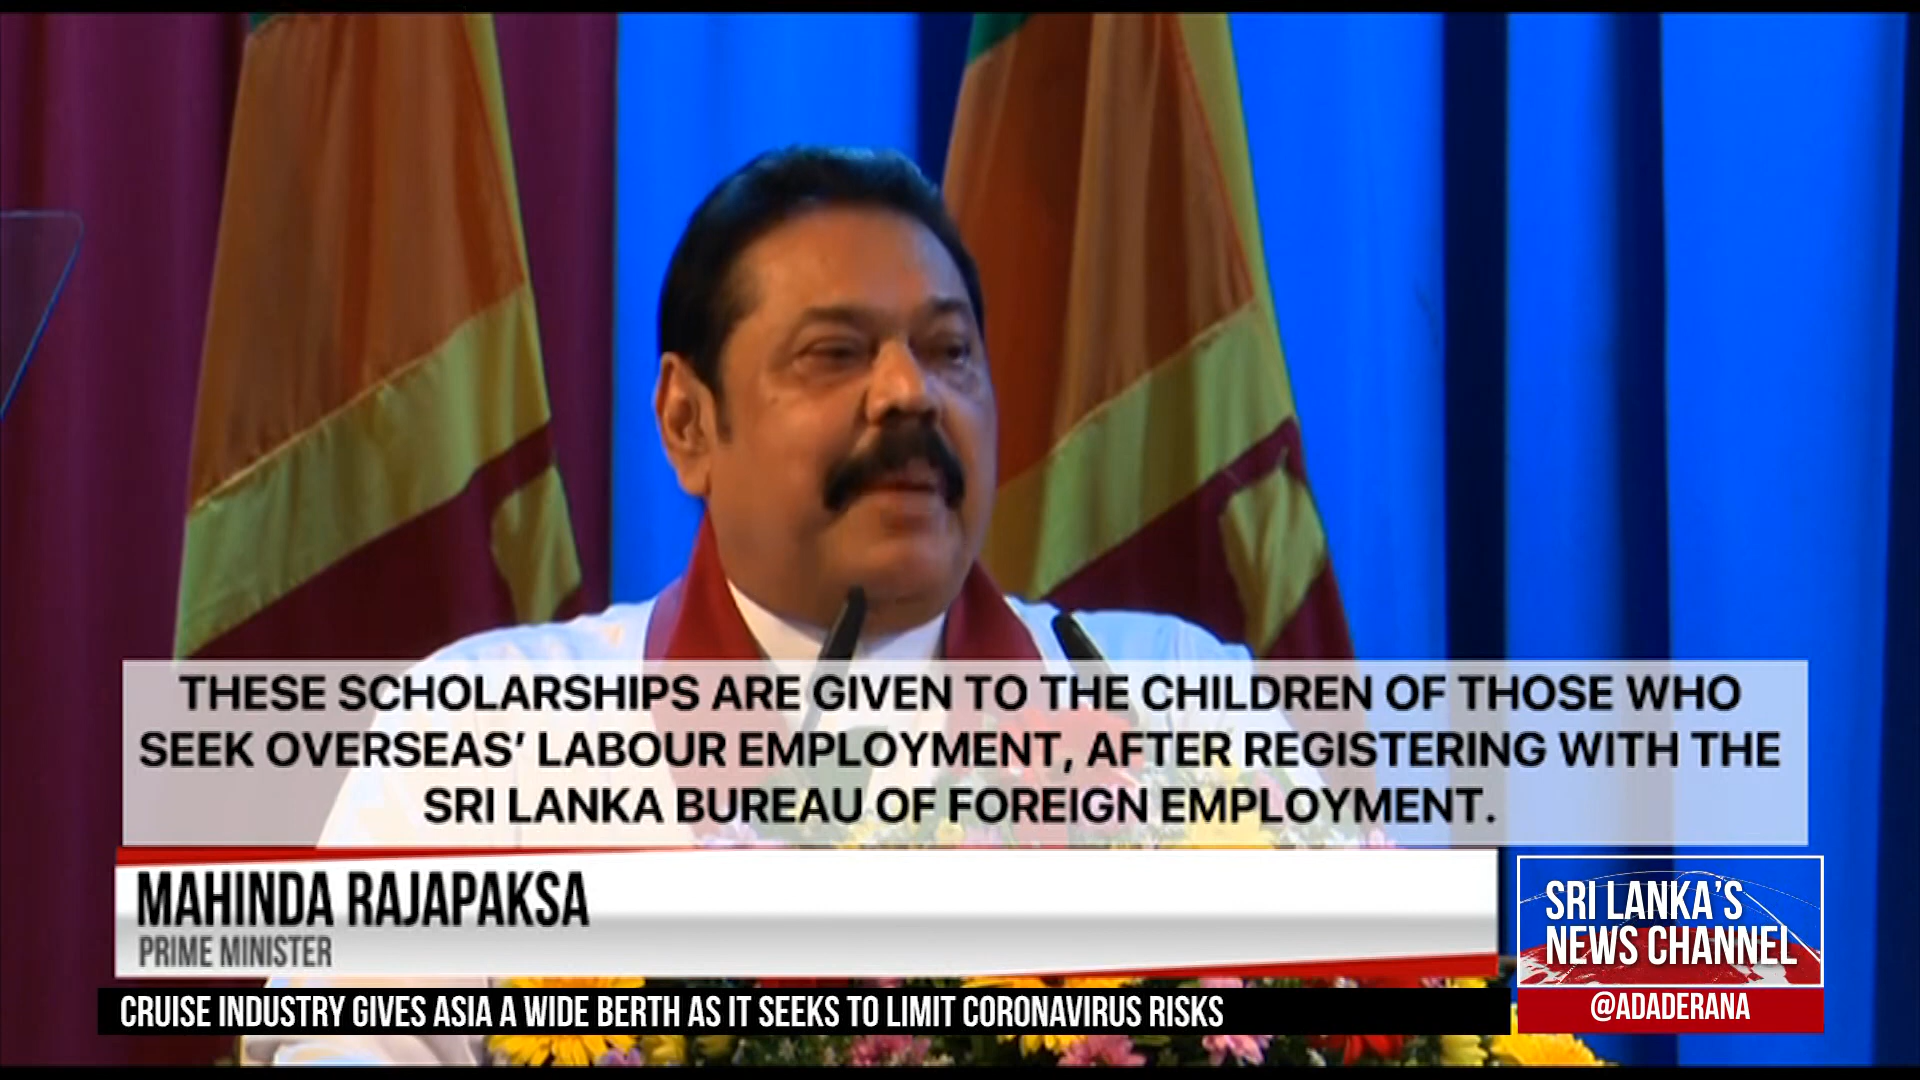 THESE SCHOLARSHIPS ARE GIVEN TO THE CHILDREN OF THOSE WHO
SEEK OVERSEAS' LABOUR EMPLOYMENT, AFTER REGISTERING WITH THE
SRI LANKA BUREAU OF FOREIGN EMPLOYMENT.
MAHINDA RAJAPAKSA
PRIME MINISTER
SRI LANKA'S
NEWS CHANNEL
@ADADERANA
CRUISE INDUSTRY GIVES ASIA A WIDE BERTH AS IT SEEKS TO LIMIT CORONAVIRUS RISKS